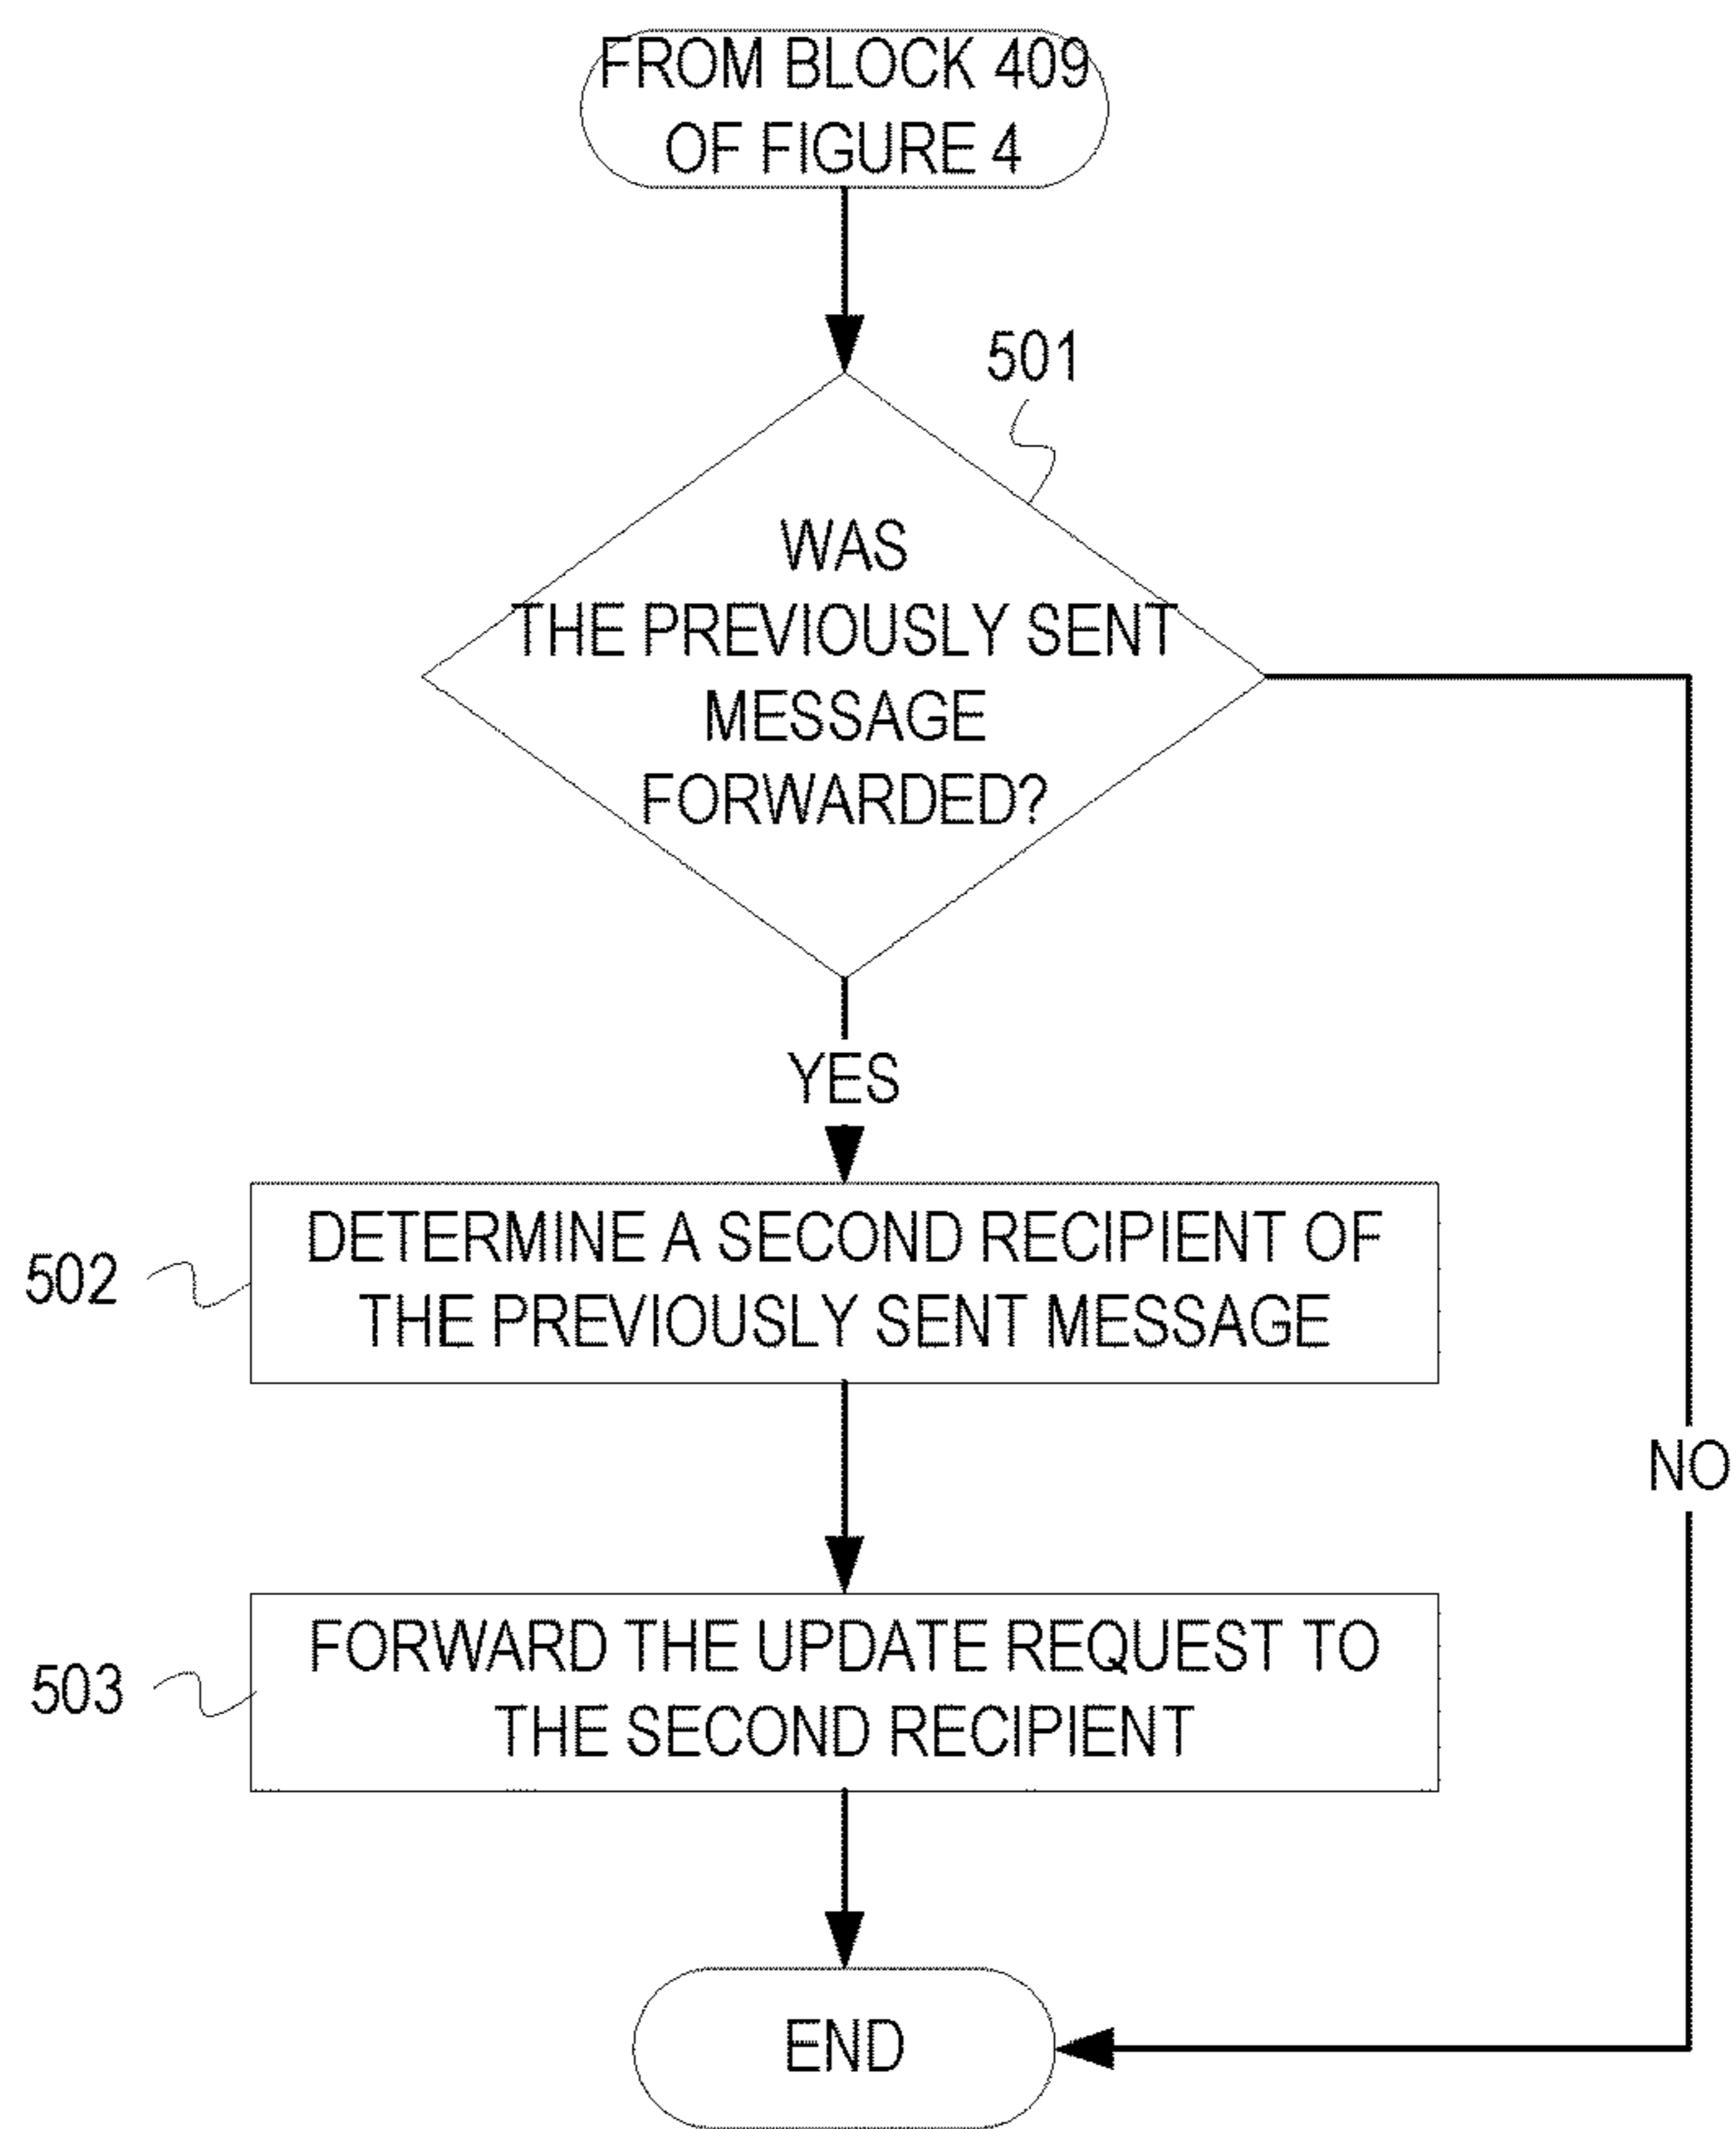 FROM BLOCK 409
OF FIGURE 4
501
WAS
THE PREVIOUSLY SENT
MESSAGE
FORWARDED?
YES
502
DETERMINE A SECOND RECIPIENT OF
THE PREVIOUSLY SENT MESSAGE
NO
503
FORWARD THE UPDATE REQUEST TO
THE SECOND RECIPIENT
END